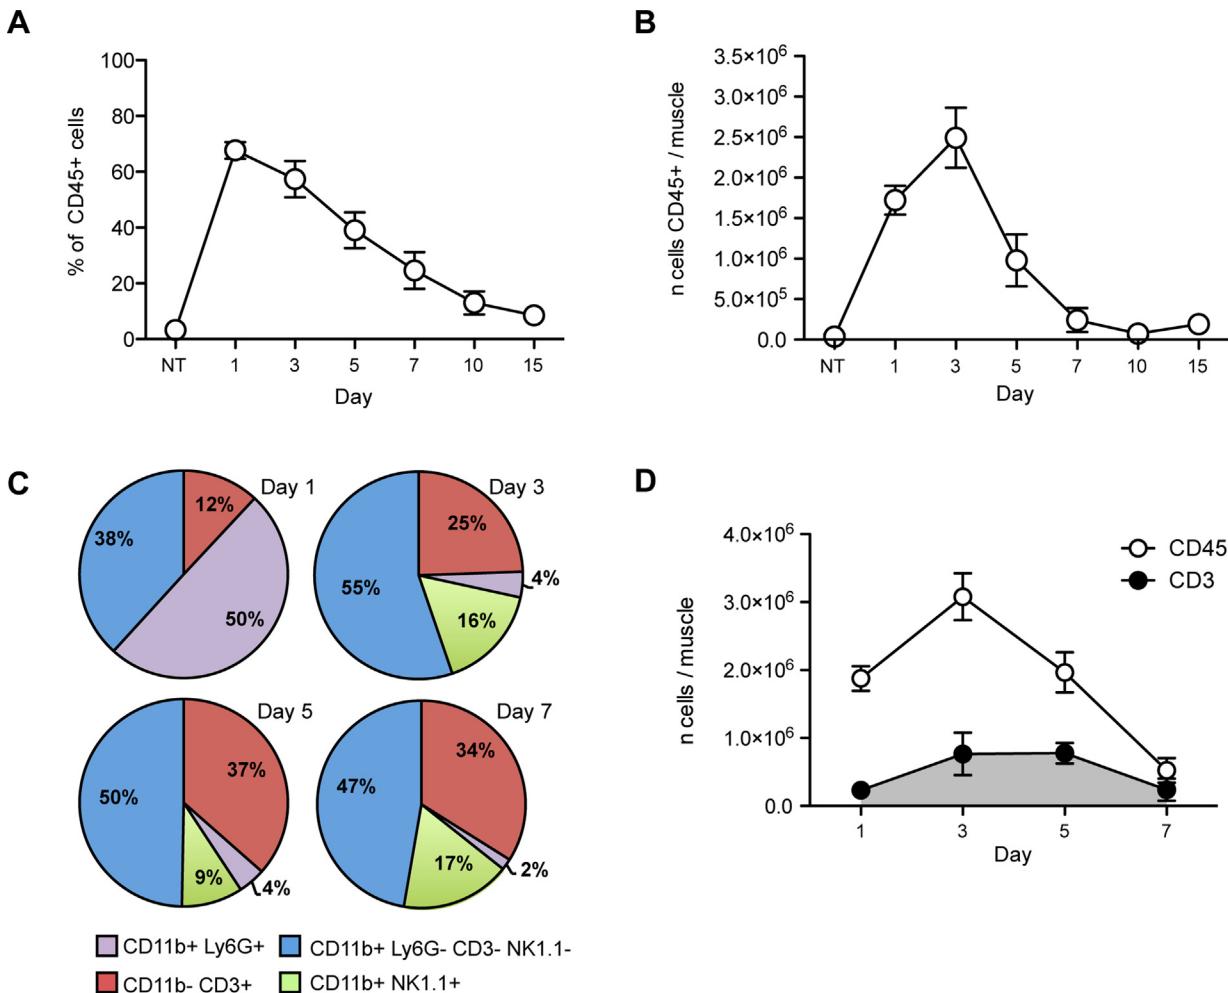 A
% of CD45+ cells
100
80
60
40
20
0
NT 1 3 5 7 10 15
Day
B
n cells CD45+ / muscle
3.5×10⁶
3.0×10⁶
2.5×10⁶
2.0×10⁶
1.5×10⁶
1.0×10⁶
5.0×10⁵
0.0
NT 1 3 5 7 10 15
Day
C
Day 1
12%
38%
50%
Day 3
25%
4%
55%
16%
Day 5
37%
50%
9%
4%
Day 7
34%
47%
17%
2%
CD11b+ Ly6G+
CD11b+ Ly6G- CD3- NK1.1-
CD11b- CD3+
CD11b+ NK1.1+
D
n cells / muscle
4.0×10⁶
3.0×10⁶
2.0×10⁶
1.0×10⁶
0.0
1 3 5 7
Day
CD45
CD3